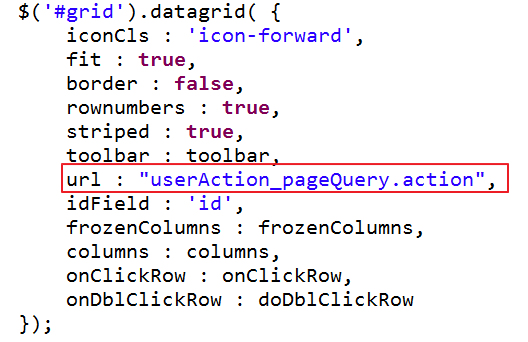 $('#grid').datagrid( {
iconCls : 'icon-forward',
fit : true,
border : false,
rownumbers : true,
striped : true,
toolbar : toolbar,
url : "userAction_pageQuery.action",
idField : 'id',
frozenColumns : frozenColumns,
columns : columns,
onClickRow : onClickRow,
onDblClickRow : doDblClickRow
});